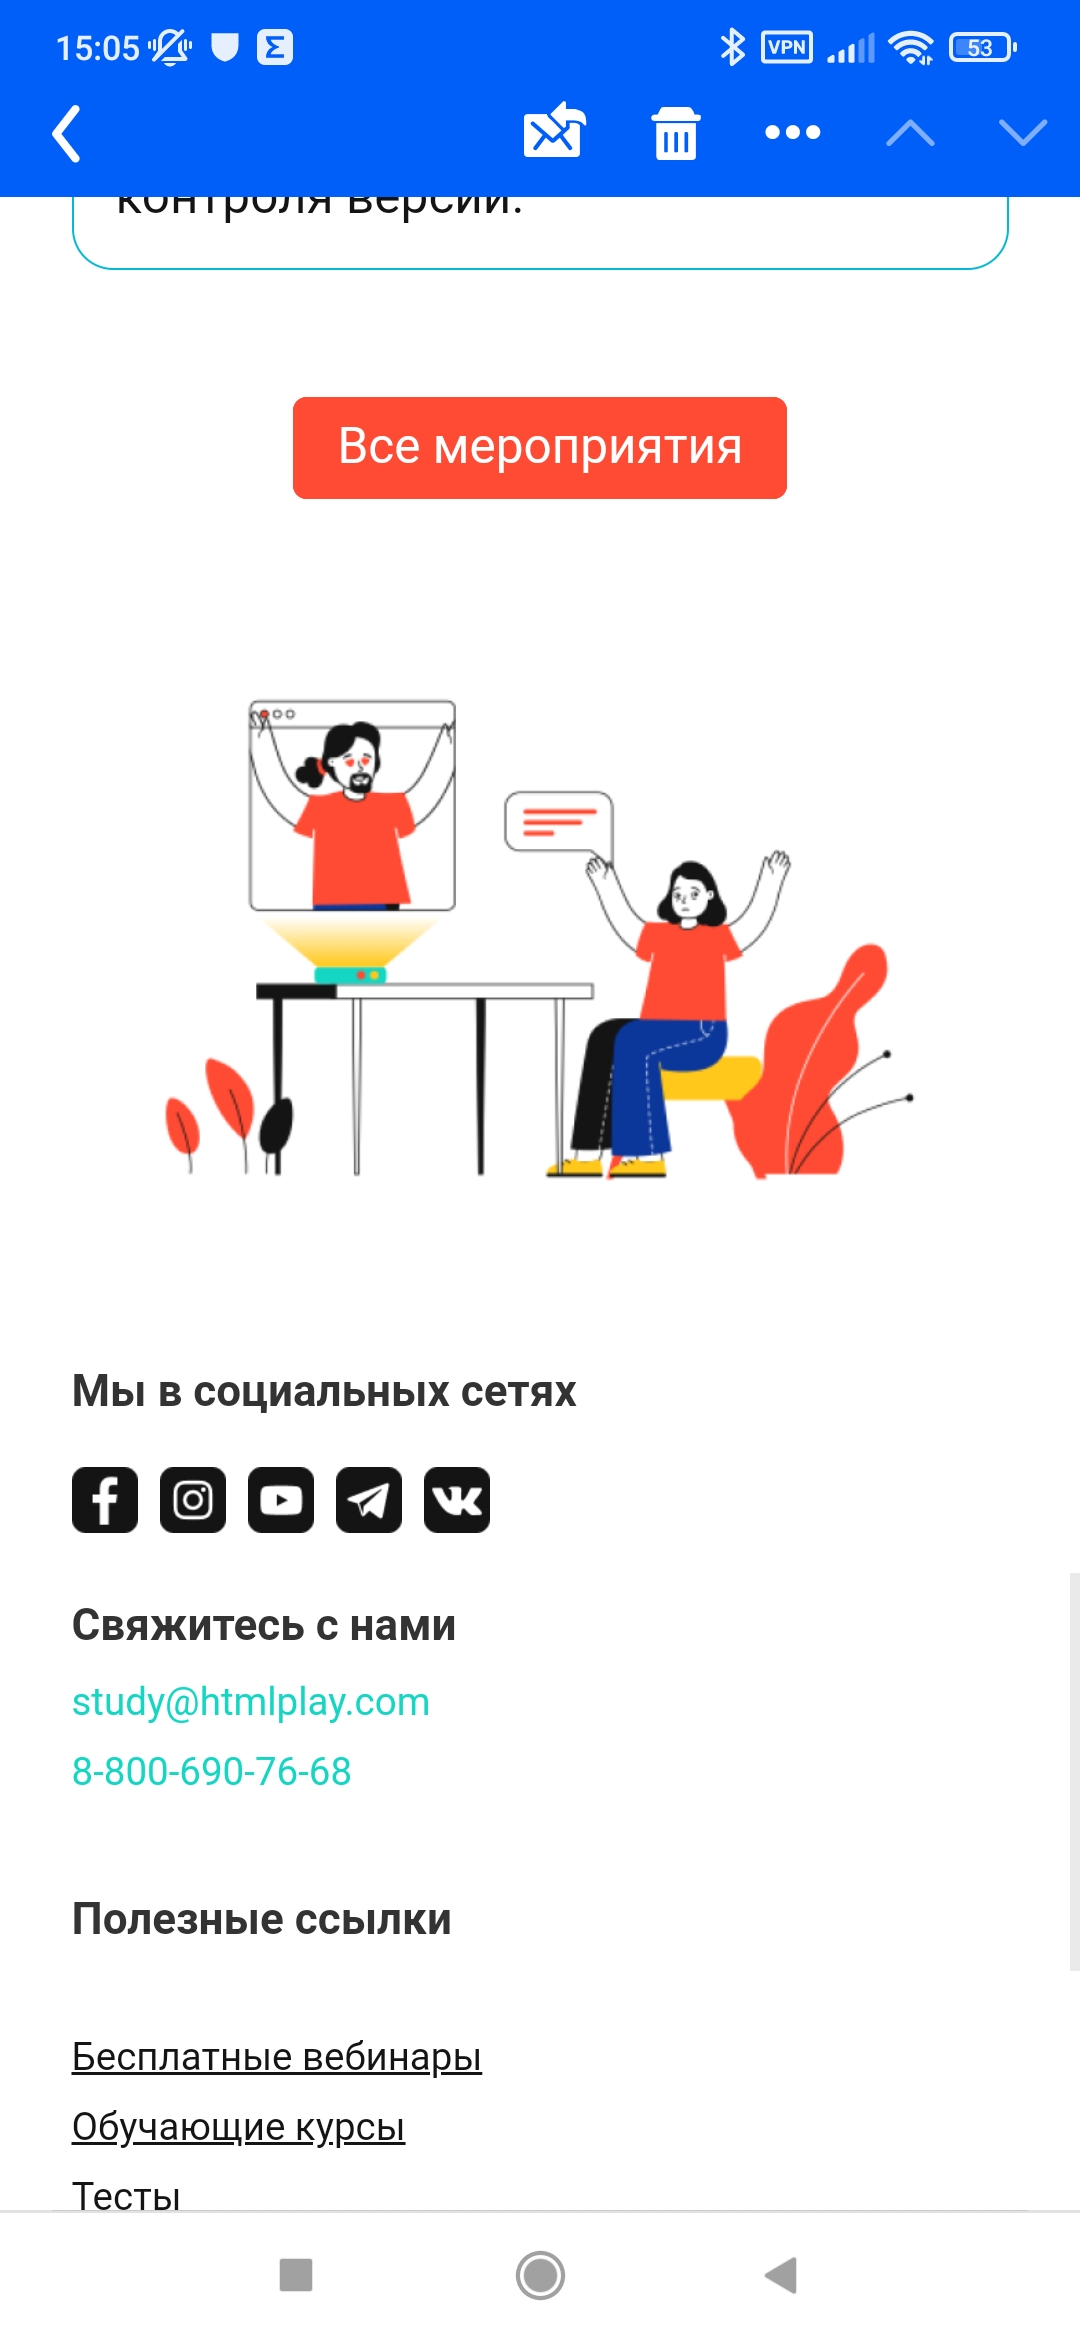 15:05
VPN
53
контроля версий.
Все мероприятия
Мы в социальных сетях
Свяжитесь с нами
study@htmlplay.com
8-800-690-76-68
Полезные ссылки
Бесплатные вебинары
Обучающие курсы
Тесты